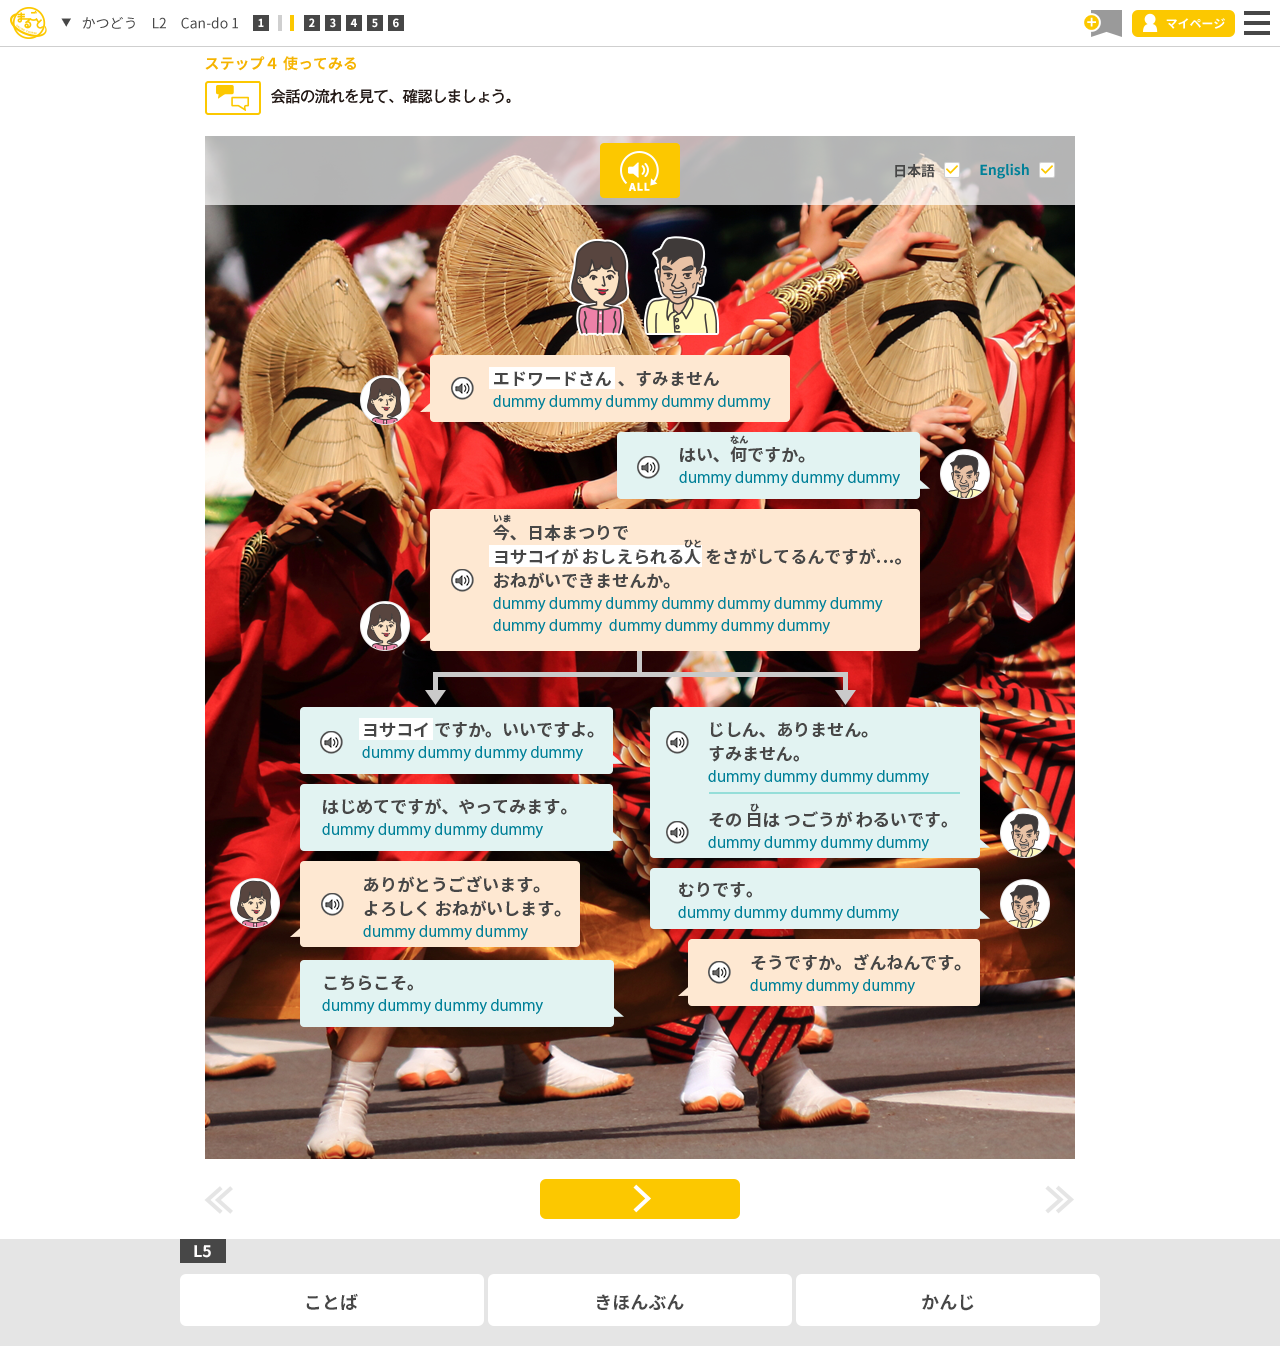 まるごと
▼ かつどう L2 Can-do 1 1 2 3 4 5 6
マイページ
ステップ４ 使ってみる
会話の流れを見て、確認しましょう。
ALL
日本語 English
エドワードさん 、すみません
dummy dummy dummy dummy dummy
なん
はい、何ですか。
dummy dummy dummy dummy
いま
今、日本まつりで
ひと
ヨサコイが おしえられる人 をさがしてるんですが…。
おねがいできませんか。
dummy dummy dummy dummy dummy dummy dummy
dummy dummy dummy dummy dummy dummy
ヨサコイ ですか。いいですよ。
dummy dummy dummy dummy
はじめてですが、やってみます。
dummy dummy dummy dummy
ありがとうございます。
よろしく おねがいします。
dummy dummy dummy
こちらこそ。
dummy dummy dummy dummy
じしん、ありません。
すみません。
dummy dummy dummy dummy
ひ
その 日は つごうが わるいです。
dummy dummy dummy dummy
むりです。
dummy dummy dummy dummy
そうですか。ざんねんです。
dummy dummy dummy
L5
ことば
きほんぶん
かんじ